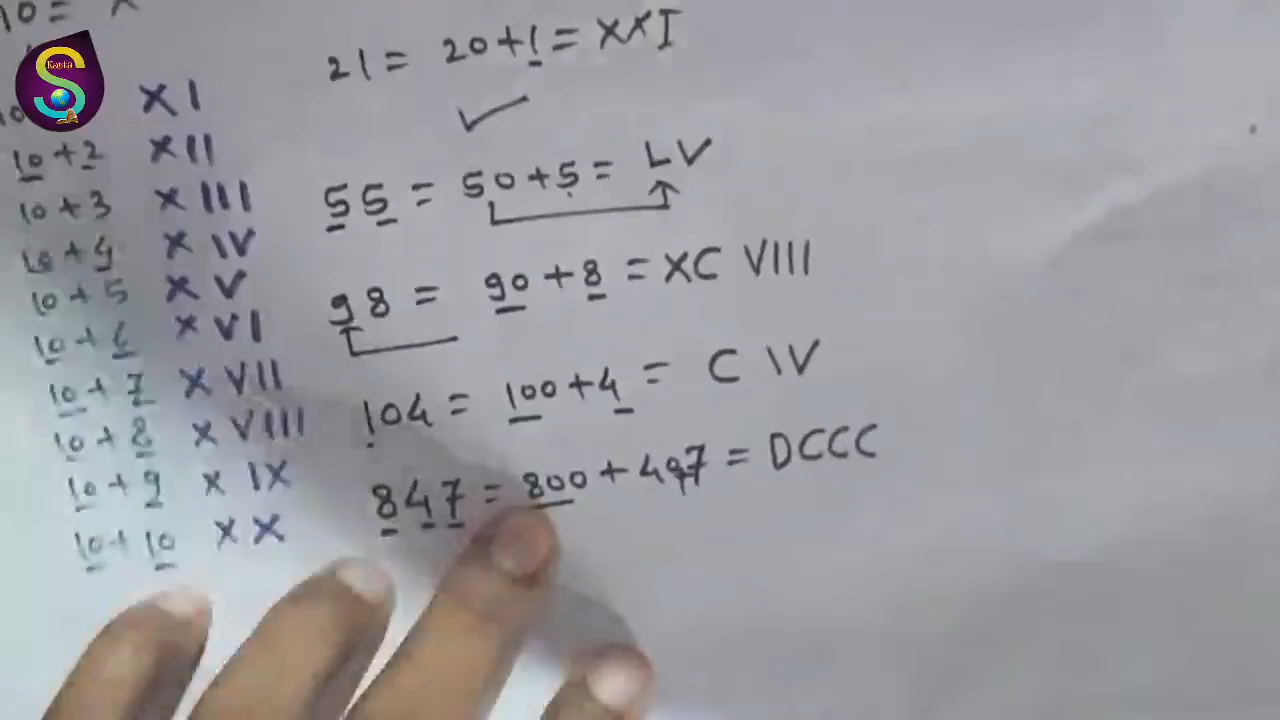 10 = X
Kavita
XI
10 + 2 XII
10 + 3 XIII
10 + 4 XIV
10 + 5 XV
10 + 6 XVI
10 + 7 XVII
10 + 8 XVIII
10 + 9 XIX
10 + 10 XX
21 = 20 + 1 = XXI
55 = 50 + 5 = LV
98 = 90 + 8 = XC VIII
104 = 100 + 4 = C IV
847 = 800 + 497 = DCCC